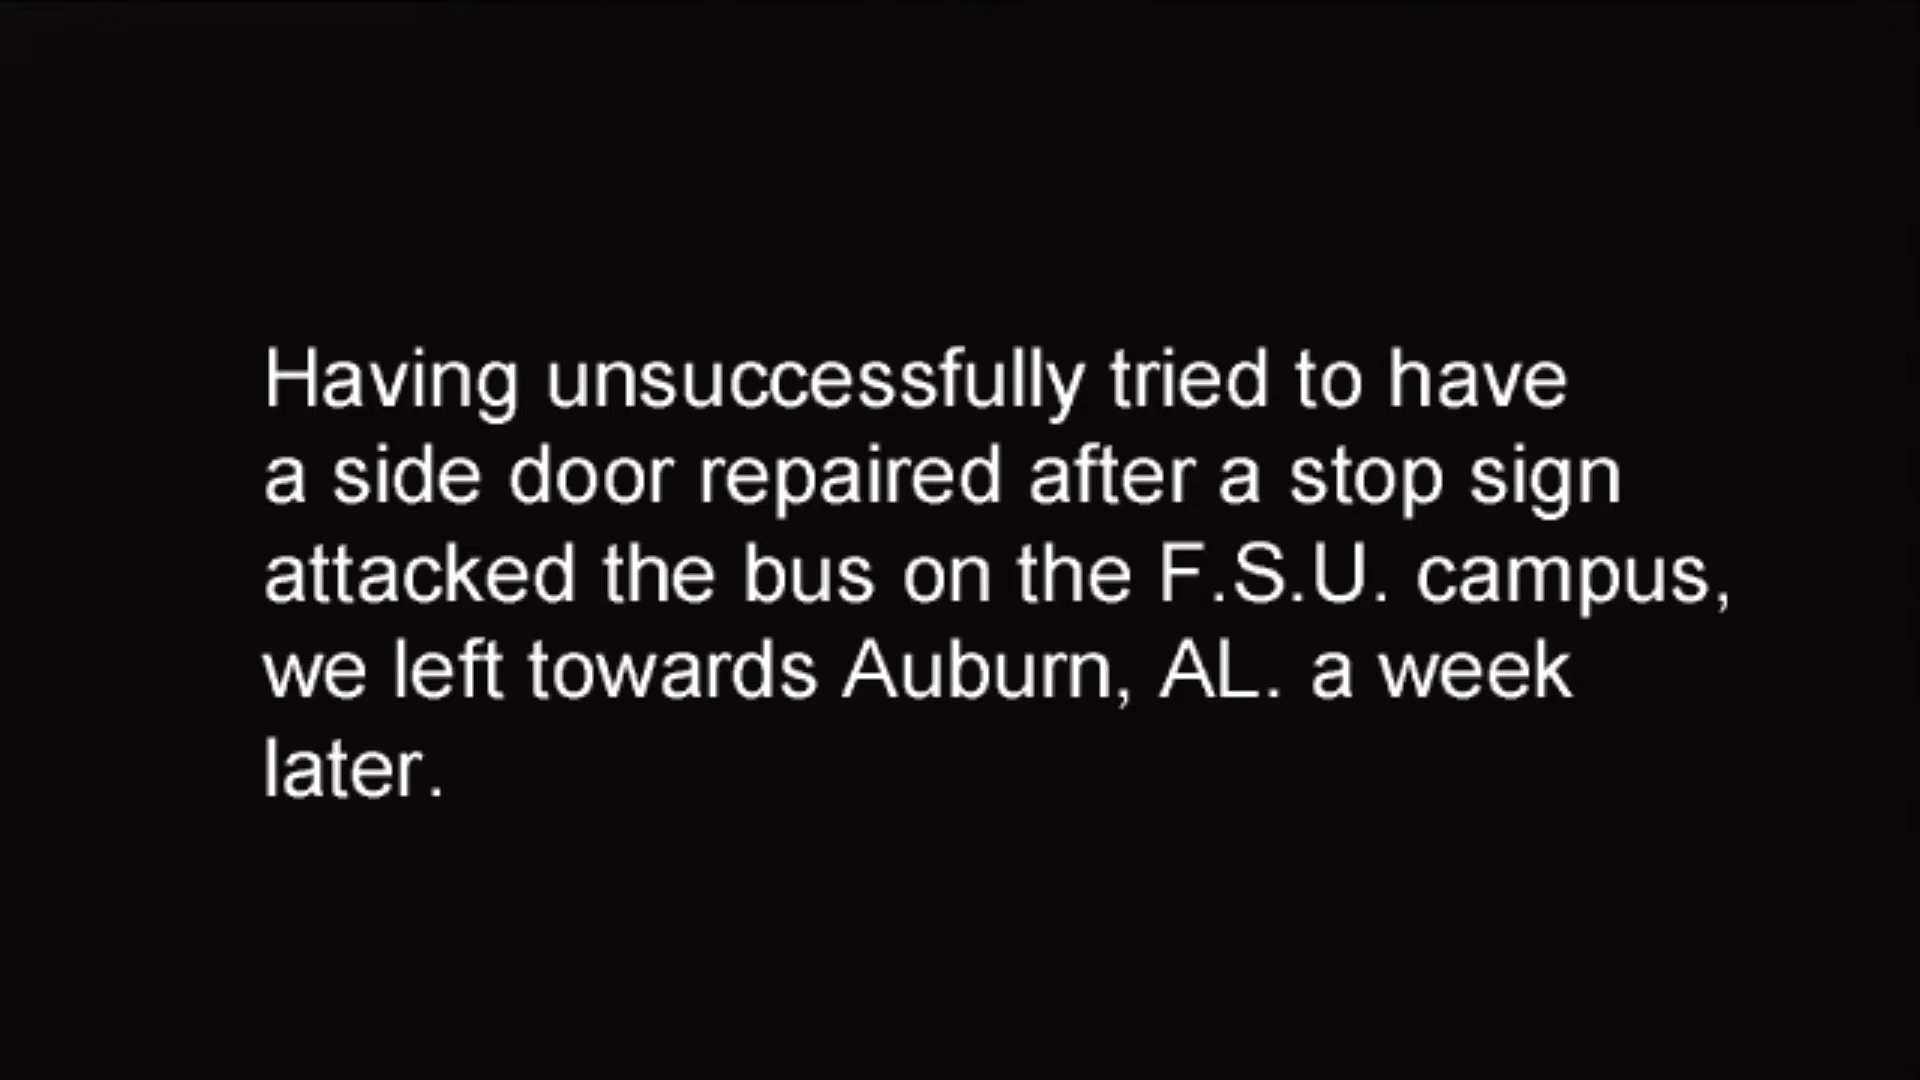 Having unsuccessfully tried to have
a side door repaired after a stop sign
attacked the bus on the F.S.U. campus,
we left towards Auburn, AL. a week
later.